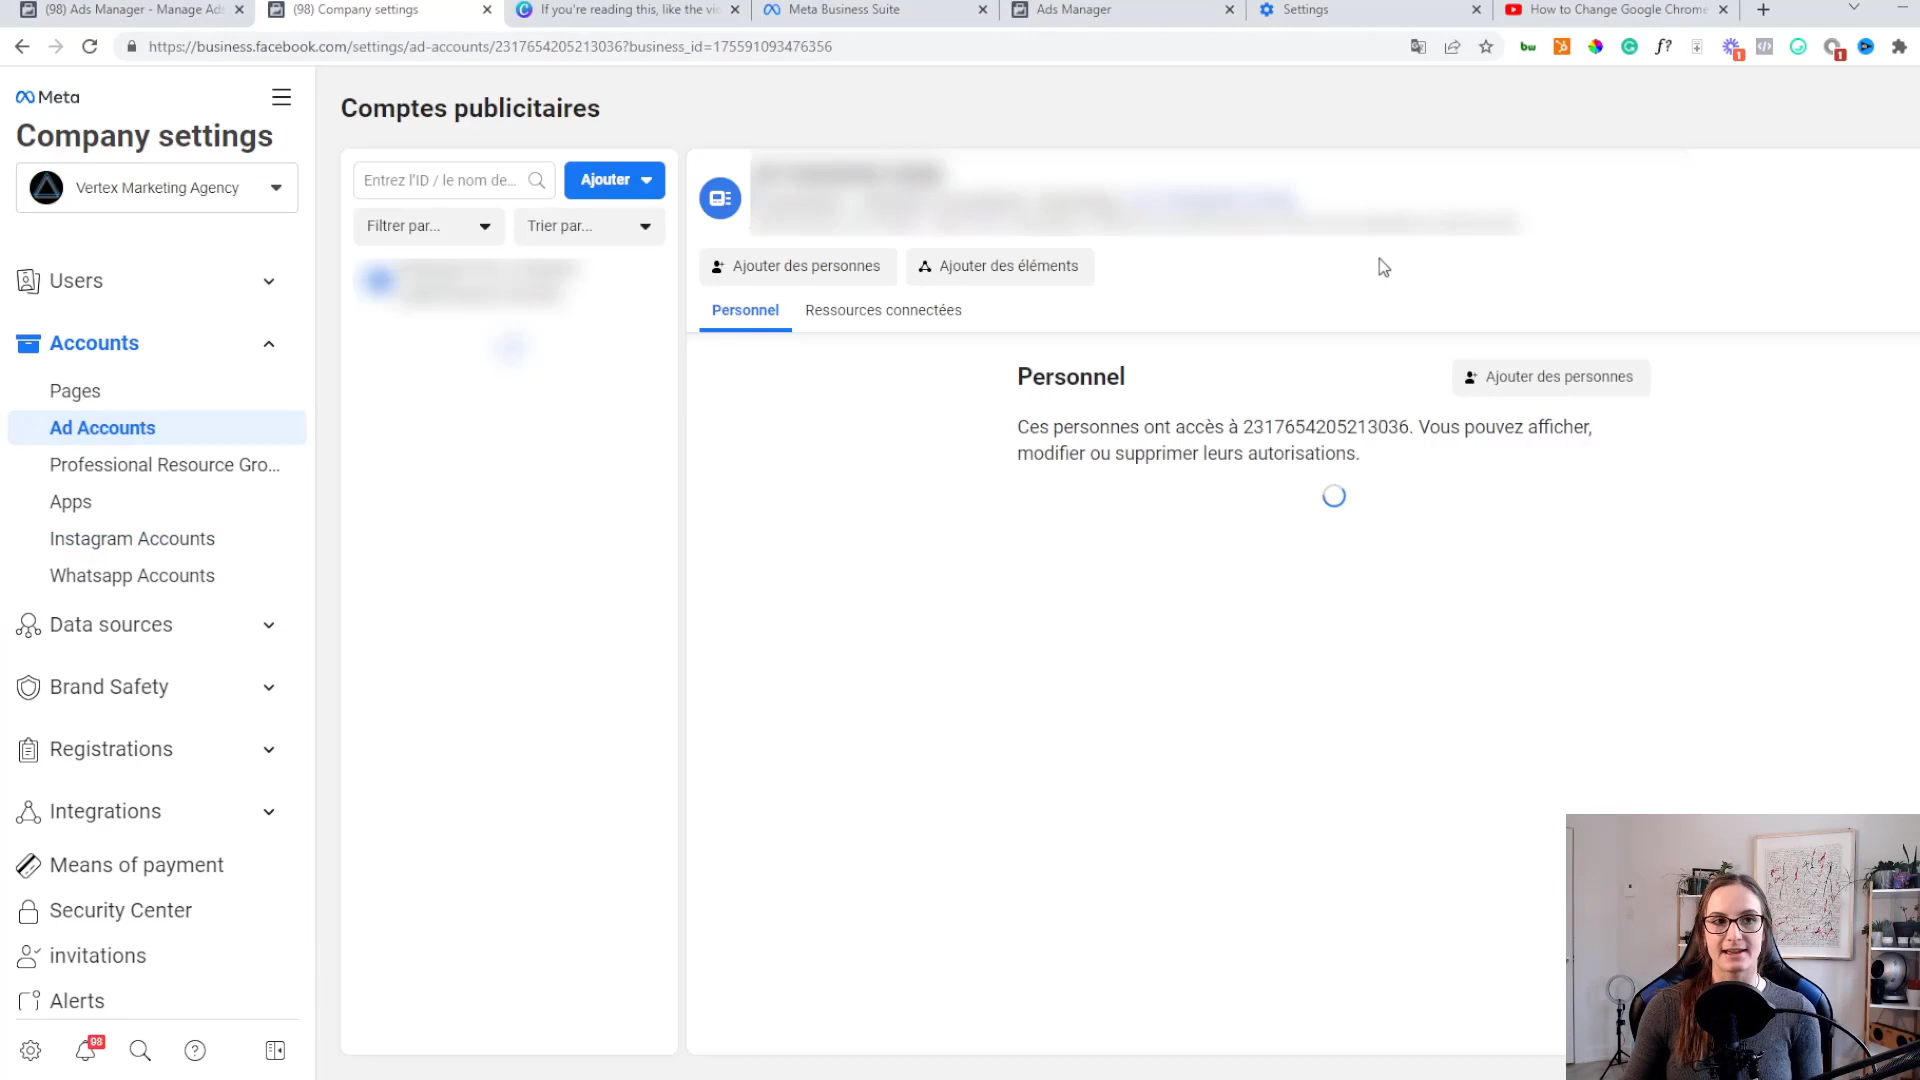 (98) Ads Manager - Manage Ads
(98) Company settings
If you're reading this, like the vi
Meta Business Suite
Ads Manager
Settings
How to Change Google Chrome
https://business.facebook.com/settings/ad-accounts/2317654205213036?business_id=175591093476356
bw
f?
1
1
Meta
Company settings
Vertex Marketing Agency
Users
Accounts
Pages
Ad Accounts
Professional Resource Gro...
Apps
Instagram Accounts
Whatsapp Accounts
Data sources
Brand Safety
Registrations
Integrations
Means of payment
Security Center
invitations
Alerts
98
Comptes publicitaires
Entrez l'ID / le nom de...
Ajouter
Filtrer par...
Trier par...
Ajouter des personnes
Ajouter des éléments
Personnel
Ressources connectées
Personnel
Ajouter des personnes
Ces personnes ont accès à 2317654205213036. Vous pouvez afficher,
modifier ou supprimer leurs autorisations.